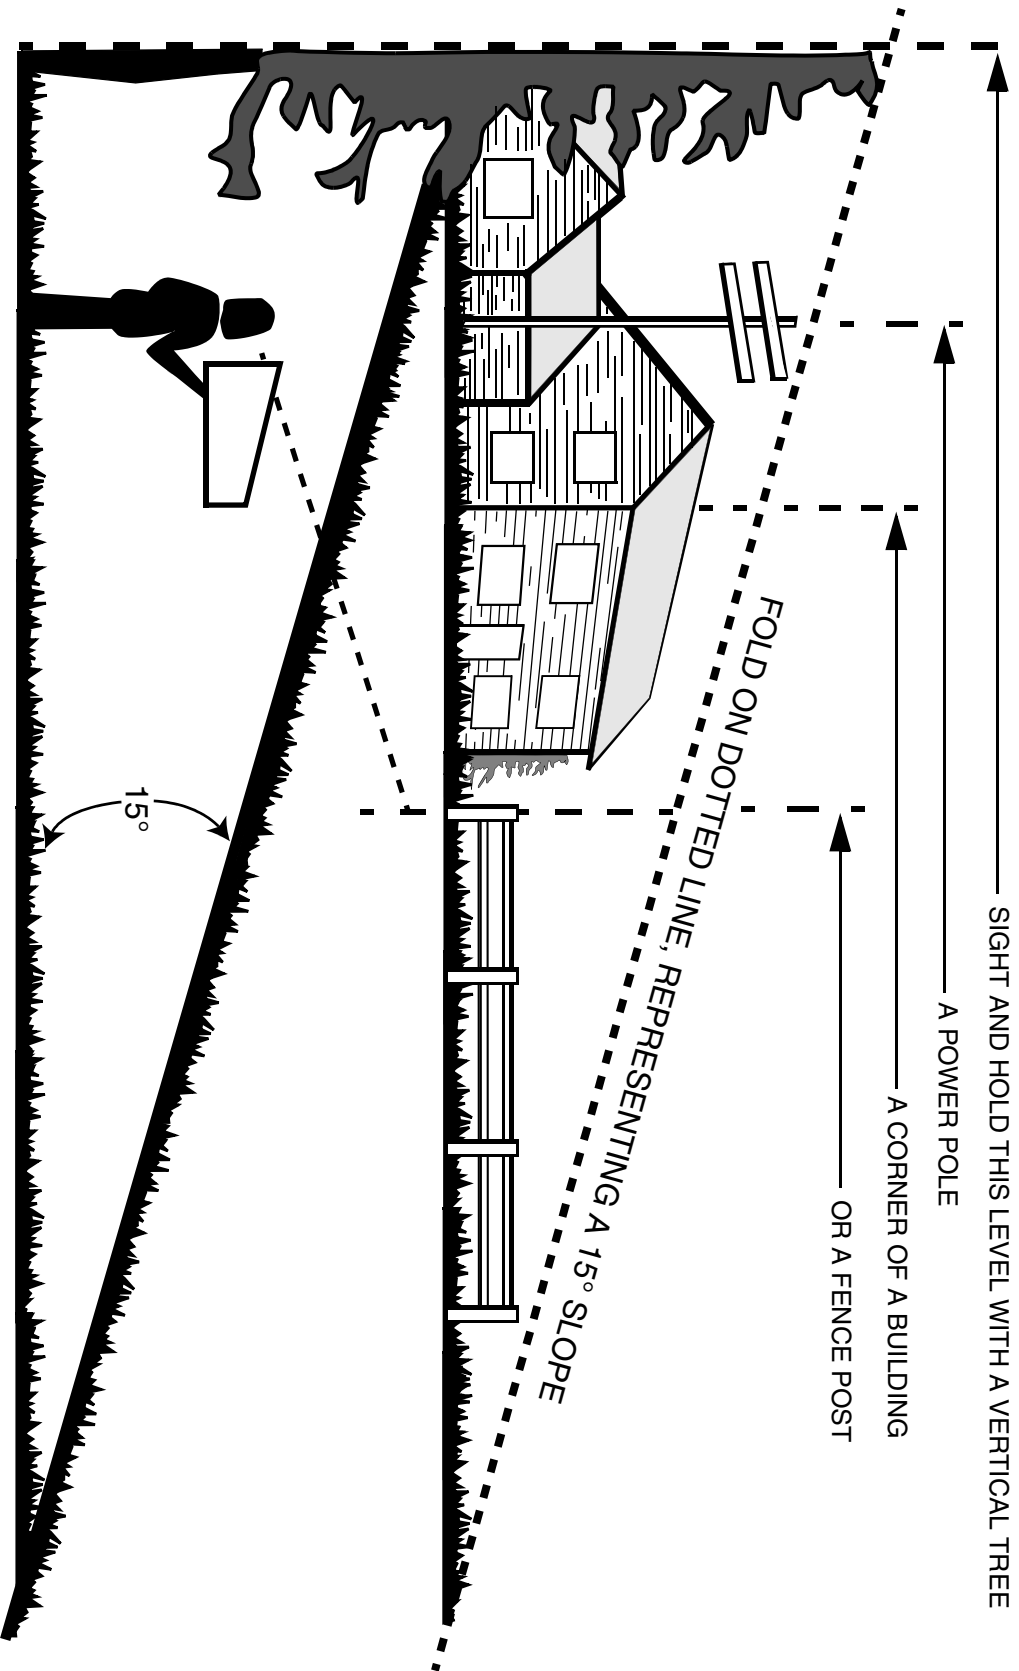 SIGHT AND HOLD THIS LEVEL WITH A VERTICAL TREE
A POWER POLE
A CORNER OF A BUILDING
OR A FENCE POST
FOLD ON DOTTED LINE, REPRESENTING A 15° SLOPE
15°